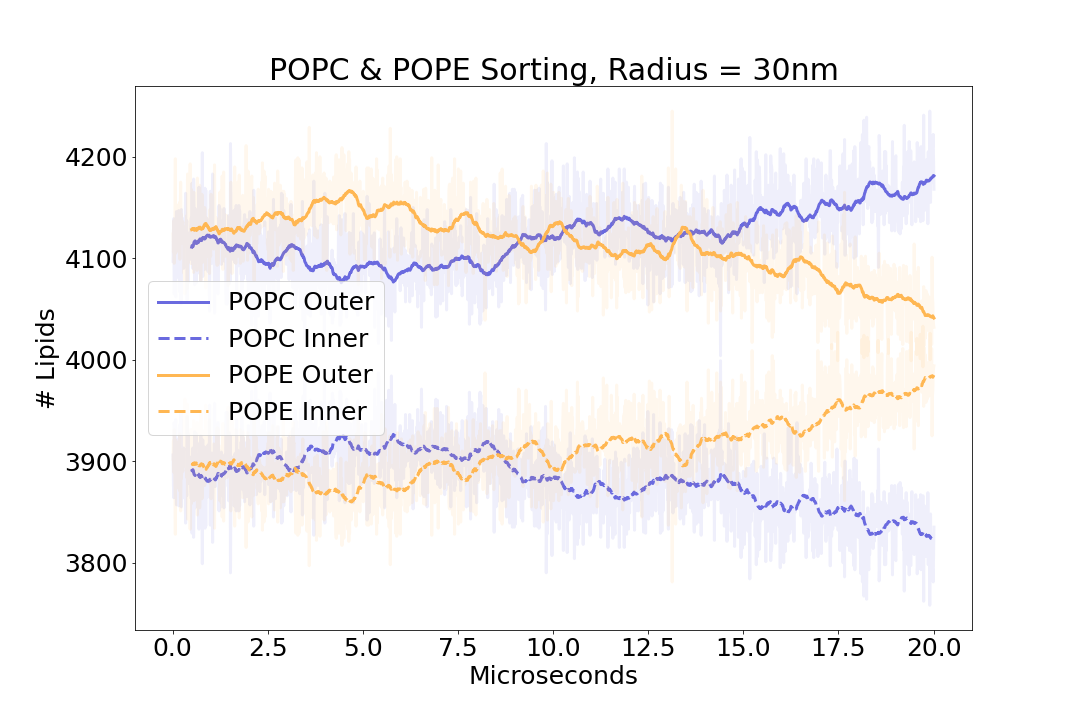 POPC & POPE Sorting, Radius = 30nm
4200
4100
4000
3900
3800
# Lipids
POPC Outer
POPC Inner
POPE Outer
POPE Inner
0.0 2.5 5.0 7.5 10.0 12.5 15.0 17.5 20.0
Microseconds